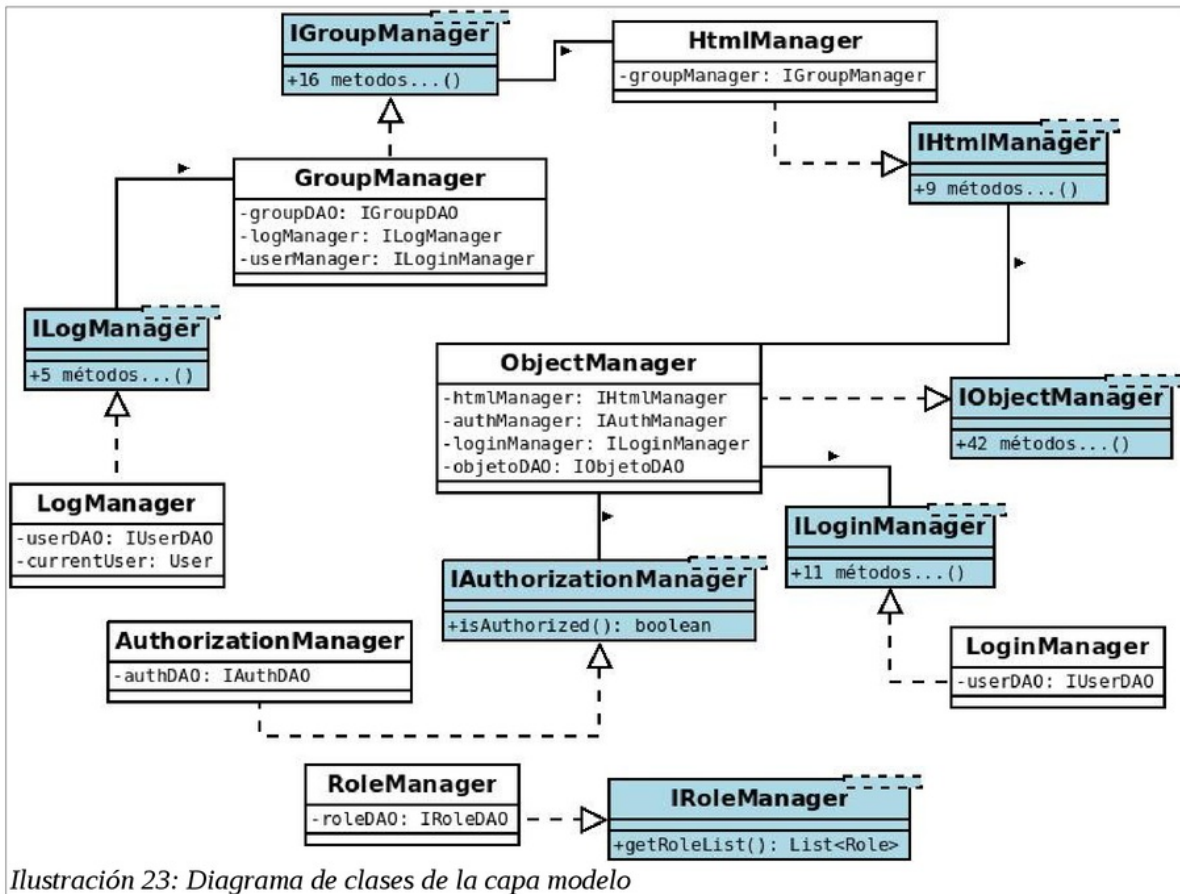 IGroupManager
+16 metodos...()
HtmlManager
-groupManager: IGroupManager
IHtmlManager
+9 métodos...()
GroupManager
-groupDAO: IGroupDAO
-logManager: ILogManager
-userManager: ILoginManager
ILogManager
+5 métodos...()
ObjectManager
-htmlManager: IHtmlManager
-authManager: IAuthManager
-loginManager: ILoginManager
-objetoDAO: IObjetoDAO
IObjectManager
+42 métodos...()
LogManager
-userDAO: IUserDAO
-currentUser: User
ILoginManager
+11 métodos...()
IAuthorizationManager
+isAuthorized(): boolean
AuthorizationManager
-authDAO: IAuthDAO
LoginManager
-userDAO: IUserDAO
RoleManager
-roleDAO: IRoleDAO
IRoleManager
+getRoleList(): List<Role>
Ilustración 23: Diagrama de clases de la capa modelo